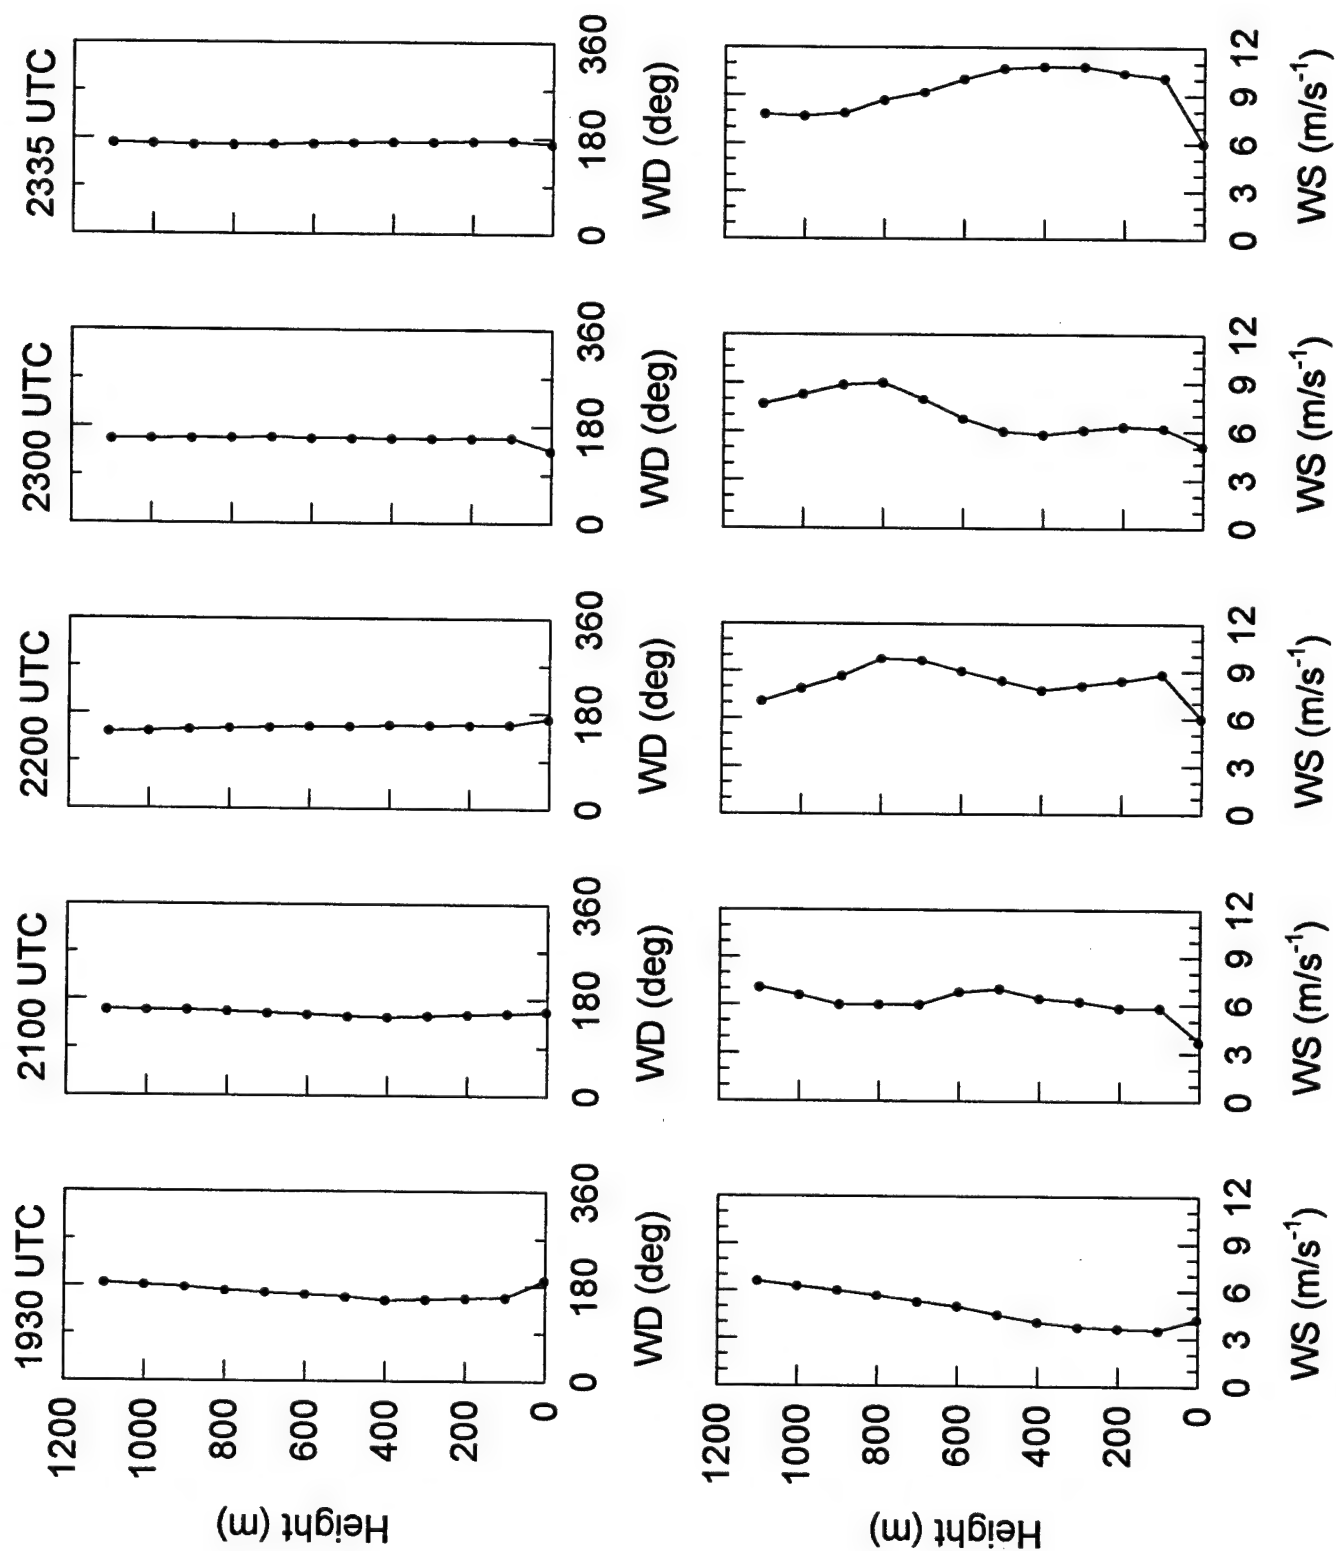 1930 UTC 2100 UTC 2200 UTC 2300 UTC 2335 UTC
Height (m)
1200
1000
800
600
400
200
0
0 180 360 0 180 360 0 180 360 0 180 360 0 180 360
WD (deg) WD (deg) WD (deg) WD (deg) WD (deg)
Height (m)
1200
1000
800
600
400
200
0
0 3 6 9 12 0 3 6 9 12 0 3 6 9 12 0 3 6 9 12 0 3 6 9 12
WS (m/s⁻¹) WS (m/s⁻¹) WS (m/s⁻¹) WS (m/s⁻¹) WS (m/s⁻¹)